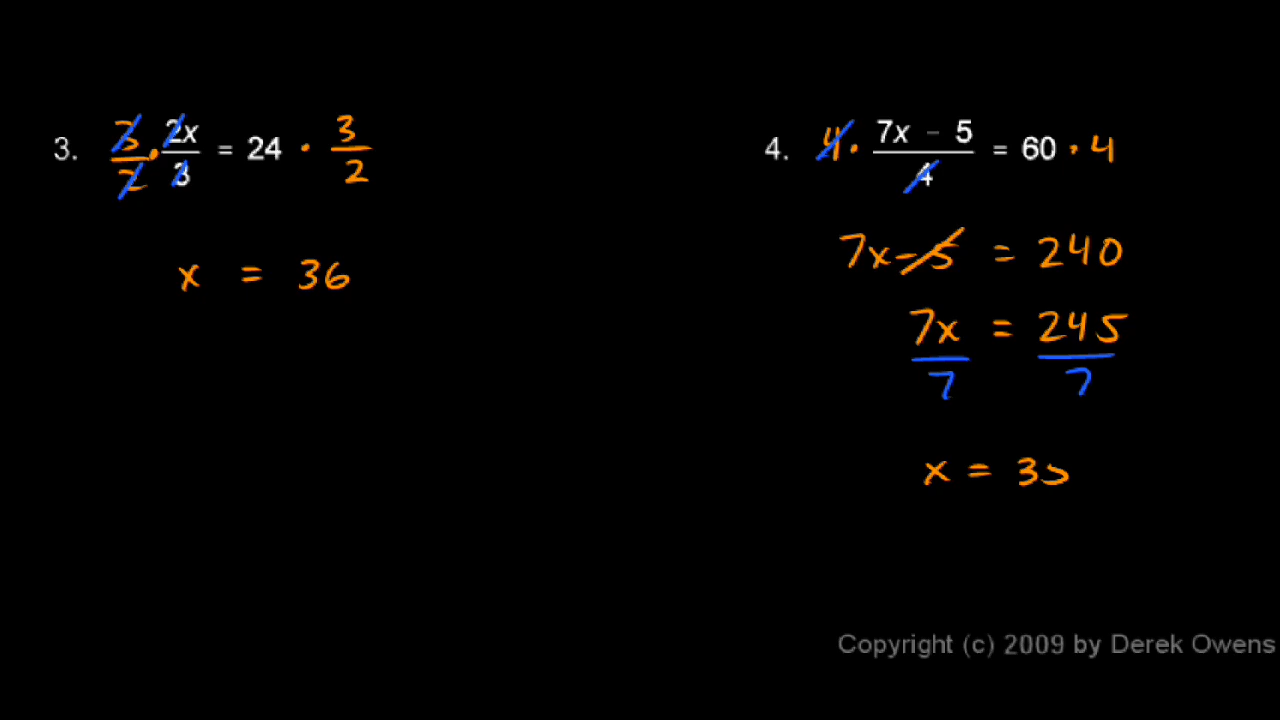 3. 3/2 · 2x/3 = 24 · 3/2
x = 36
4. 4 · (7x - 5)/4 = 60 · 4
7x - 5 = 240
7x/7 = 245/7
x = 35
Copyright (c) 2009 by Derek Owens